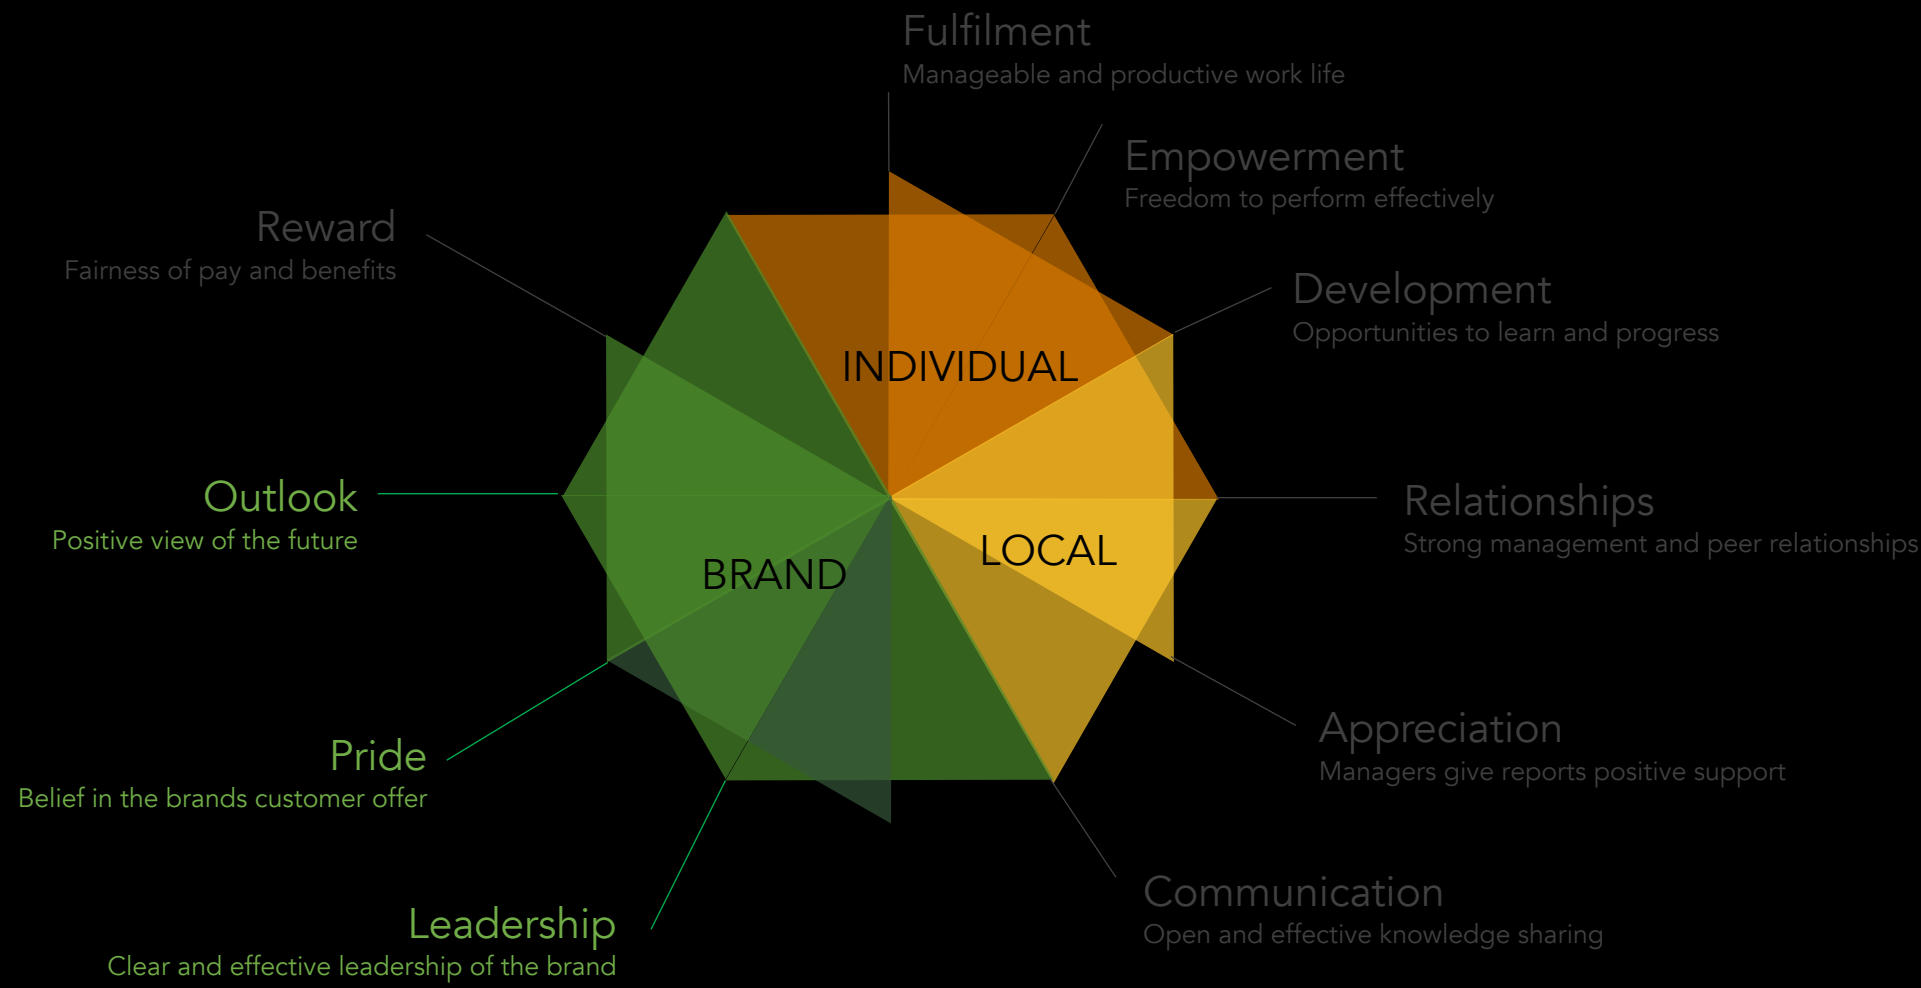 Fulfilment
Manageable and productive work life
Empowerment
Freedom to perform effectively
Reward
Fairness of pay and benefits
Development
Opportunities to learn and progress
INDIVIDUAL
Outlook
Positive view of the future
Relationships
Strong management and peer relationships
LOCAL
BRAND
Pride
Belief in the brands customer offer
Appreciation
Managers give reports positive support
Communication
Open and effective knowledge sharing
Leadership
Clear and effective leadership of the brand